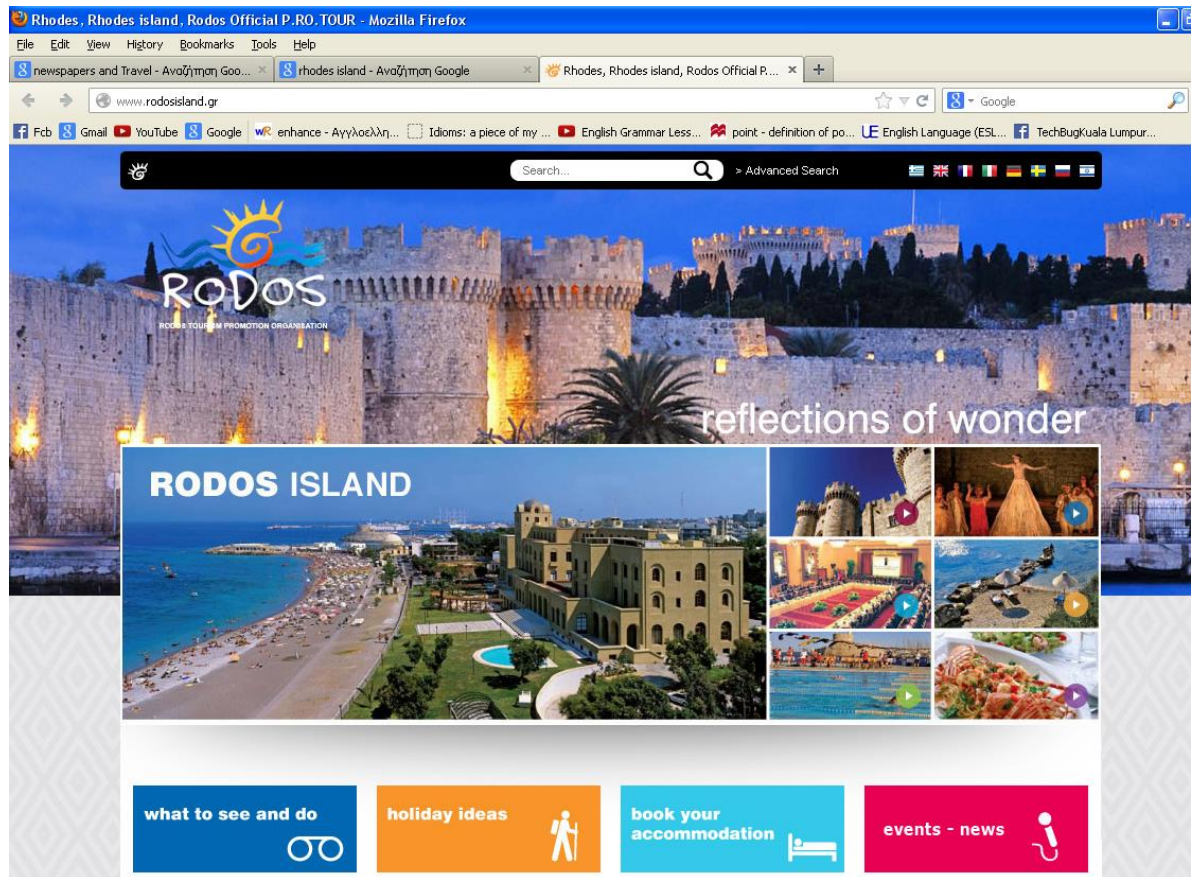 Rhodes, Rhodes island, Rodos Official P.RO.TOUR - Mozilla Firefox
File Edit View History Bookmarks Tools Help
newspapers and Travel - Αναζήτηση Goo... rhodes island - Αναζήτηση Google Rhodes, Rhodes island, Rodos Official P....
www.rodosisland.gr Google
Fcb Gmail YouTube Google enhance - Αγγλοελλη... Idioms: a piece of my ... English Grammar Less... point - definition of po... English Language (ESL... TechBugKuala Lumpur...
Search... > Advanced Search
RODOS
RODOS TOURISM PROMOTION ORGANISATION
reflections of wonder
RODOS ISLAND
what to see and do
holiday ideas
book your
accommodation
events - news